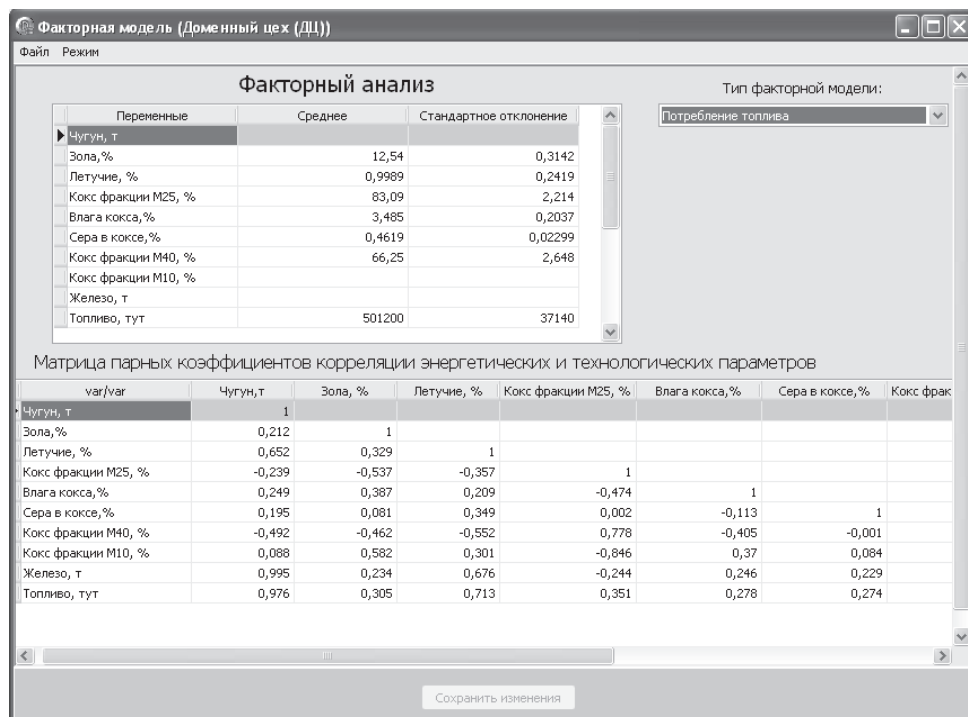 Факторная модель (Доменный цех (ДЦ))
Файл Режим
Факторный анализ
Тип факторной модели:
Потребление топлива
Переменные Среднее Стандартное отклонение
Чугун, т
Зола,% 12,54 0,3142
Летучие, % 0,9989 0,2419
Кокс фракции М25, % 83,09 2,214
Влага кокса,% 3,485 0,2037
Сера в коксе,% 0,4619 0,02299
Кокс фракции М40, % 66,25 2,648
Кокс фракции М10, %
Железо, т
Топливо, тут 501200 37140
Матрица парных коэффициентов корреляции энергетических и технологических параметров
var/var Чугун,т Зола, % Летучие, % Кокс фракции М25, % Влага кокса,% Сера в коксе,% Кокс фрак
Чугун, т 1
Зола,% 0,212 1
Летучие, % 0,652 0,329 1
Кокс фракции М25, % -0,239 -0,537 -0,357 1
Влага кокса,% 0,249 0,387 0,209 -0,474 1
Сера в коксе,% 0,195 0,081 0,349 0,002 -0,113 1
Кокс фракции М40, % -0,492 -0,462 -0,552 0,778 -0,405 -0,001
Кокс фракции М10, % 0,088 0,582 0,301 -0,846 0,37 0,084
Железо, т 0,995 0,234 0,676 -0,244 0,246 0,229
Топливо, тут 0,976 0,305 0,713 0,351 0,278 0,274
Сохранить изменения